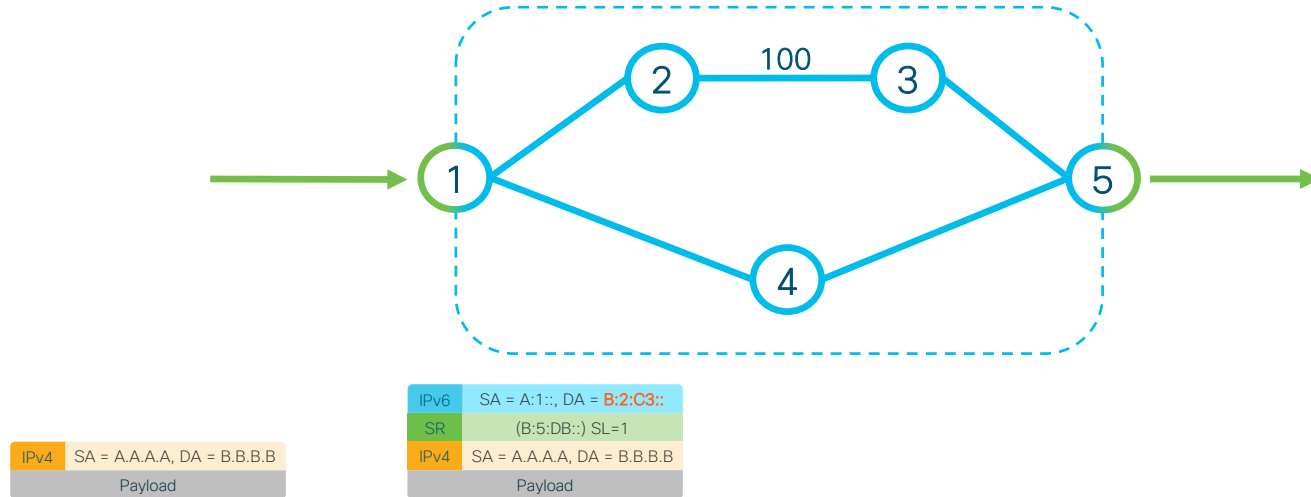 2
100
3
1
5
4
IPv6 SA = A:1::, DA = B:2:C3::
SR (B:5:DB::) SL=1
IPv4 SA = A.A.A.A, DA = B.B.B.B
IPv4 SA = A.A.A.A, DA = B.B.B.B
Payload
Payload